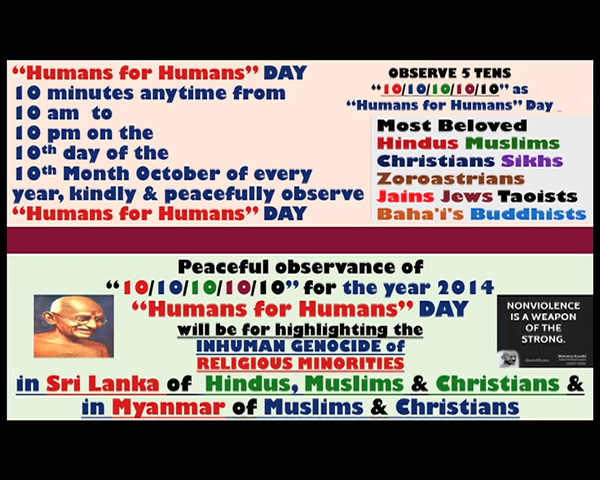 “Humans for Humans” DAY
10 minutes anytime from
10 am to
10 pm on the
10th day of the
10th Month October of every
year, kindly & peacefully observe
“Humans for Humans” DAY
OBSERVE 5 TENS
“10/10/10/10/10” as
“Humans for Humans” Day
Most Beloved
Hindus Muslims
Christians Sikhs
Zoroastrians
Jains Jews Taoists
Baha'i's Buddhists
Peaceful observance of
“10/10/10/10/10” for the year 2014
“Humans for Humans” DAY
will be for highlighting the
INHUMAN GENOCIDE of
RELIGIOUS MINORITIES
in Sri Lanka of Hindus, Muslims & Christians &
in Myanmar of Muslims & Christians
NONVIOLENCE
IS A WEAPON
OF THE
STRONG.
Mahatma Gandhi